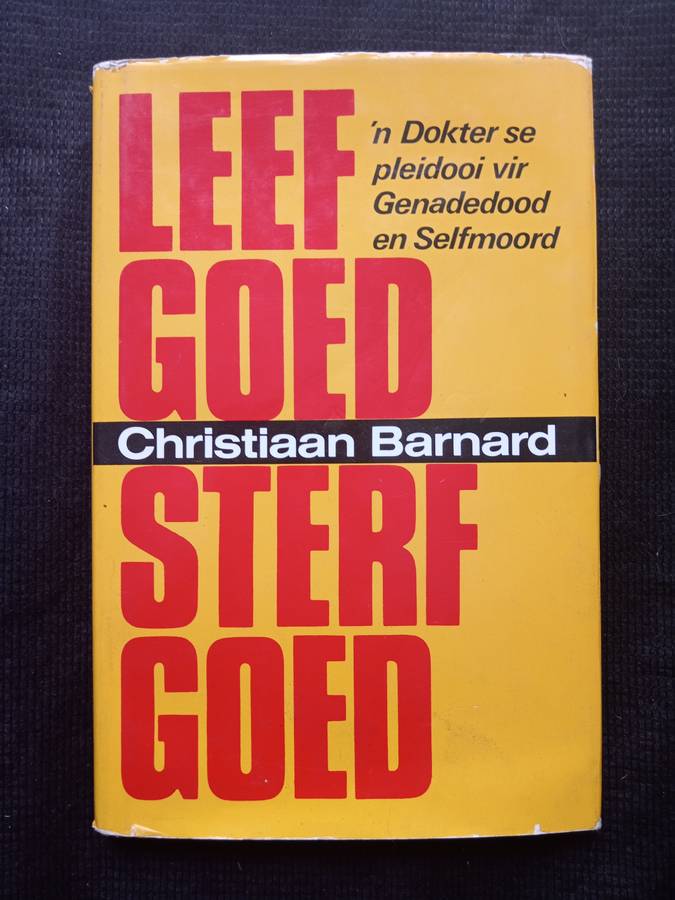 LEEF
'n Dokter se
pleidooi vir
Genadedood
en Selfmoord
GOED
Christiaan Barnard
STERF
GOED